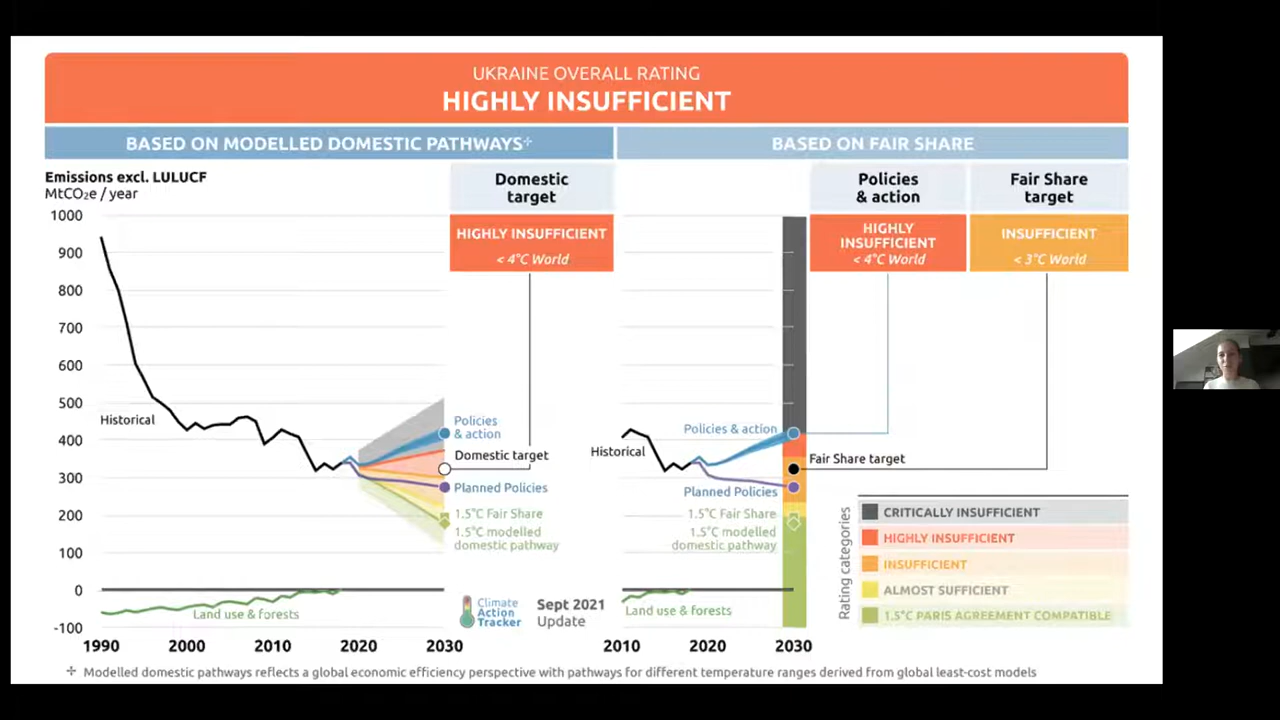 UKRAINE OVERALL RATING
HIGHLY INSUFFICIENT
BASED ON MODELLED DOMESTIC PATHWAYS✢
BASED ON FAIR SHARE
Emissions excl. LULUCF
MtCO₂e / year
Domestic
target
HIGHLY INSUFFICIENT
< 4°C World
Policies
& action
HIGHLY
INSUFFICIENT
< 4°C World
Fair Share
target
INSUFFICIENT
< 3°C World
1000
900
800
700
600
500
400
300
200
100
0
-100
Historical
Policies
& action
Domestic target
Planned Policies
1.5°C Fair Share
1.5°C modelled
domestic pathway
Land use & forests
1990
2000
2010
2020
2030
Climate
Action
Tracker
Sept 2021
Update
Historical
Policies & action
Fair Share target
Planned Policies
1.5°C Fair Share
1.5°C modelled
domestic pathway
Land use & forests
2010
2020
2030
Rating categories
CRITICALLY INSUFFICIENT
HIGHLY INSUFFICIENT
INSUFFICIENT
ALMOST SUFFICIENT
1.5°C PARIS AGREEMENT COMPATIBLE
✢ Modelled domestic pathways reflects a global economic efficiency perspective with pathways for different temperature ranges derived from global least-cost models